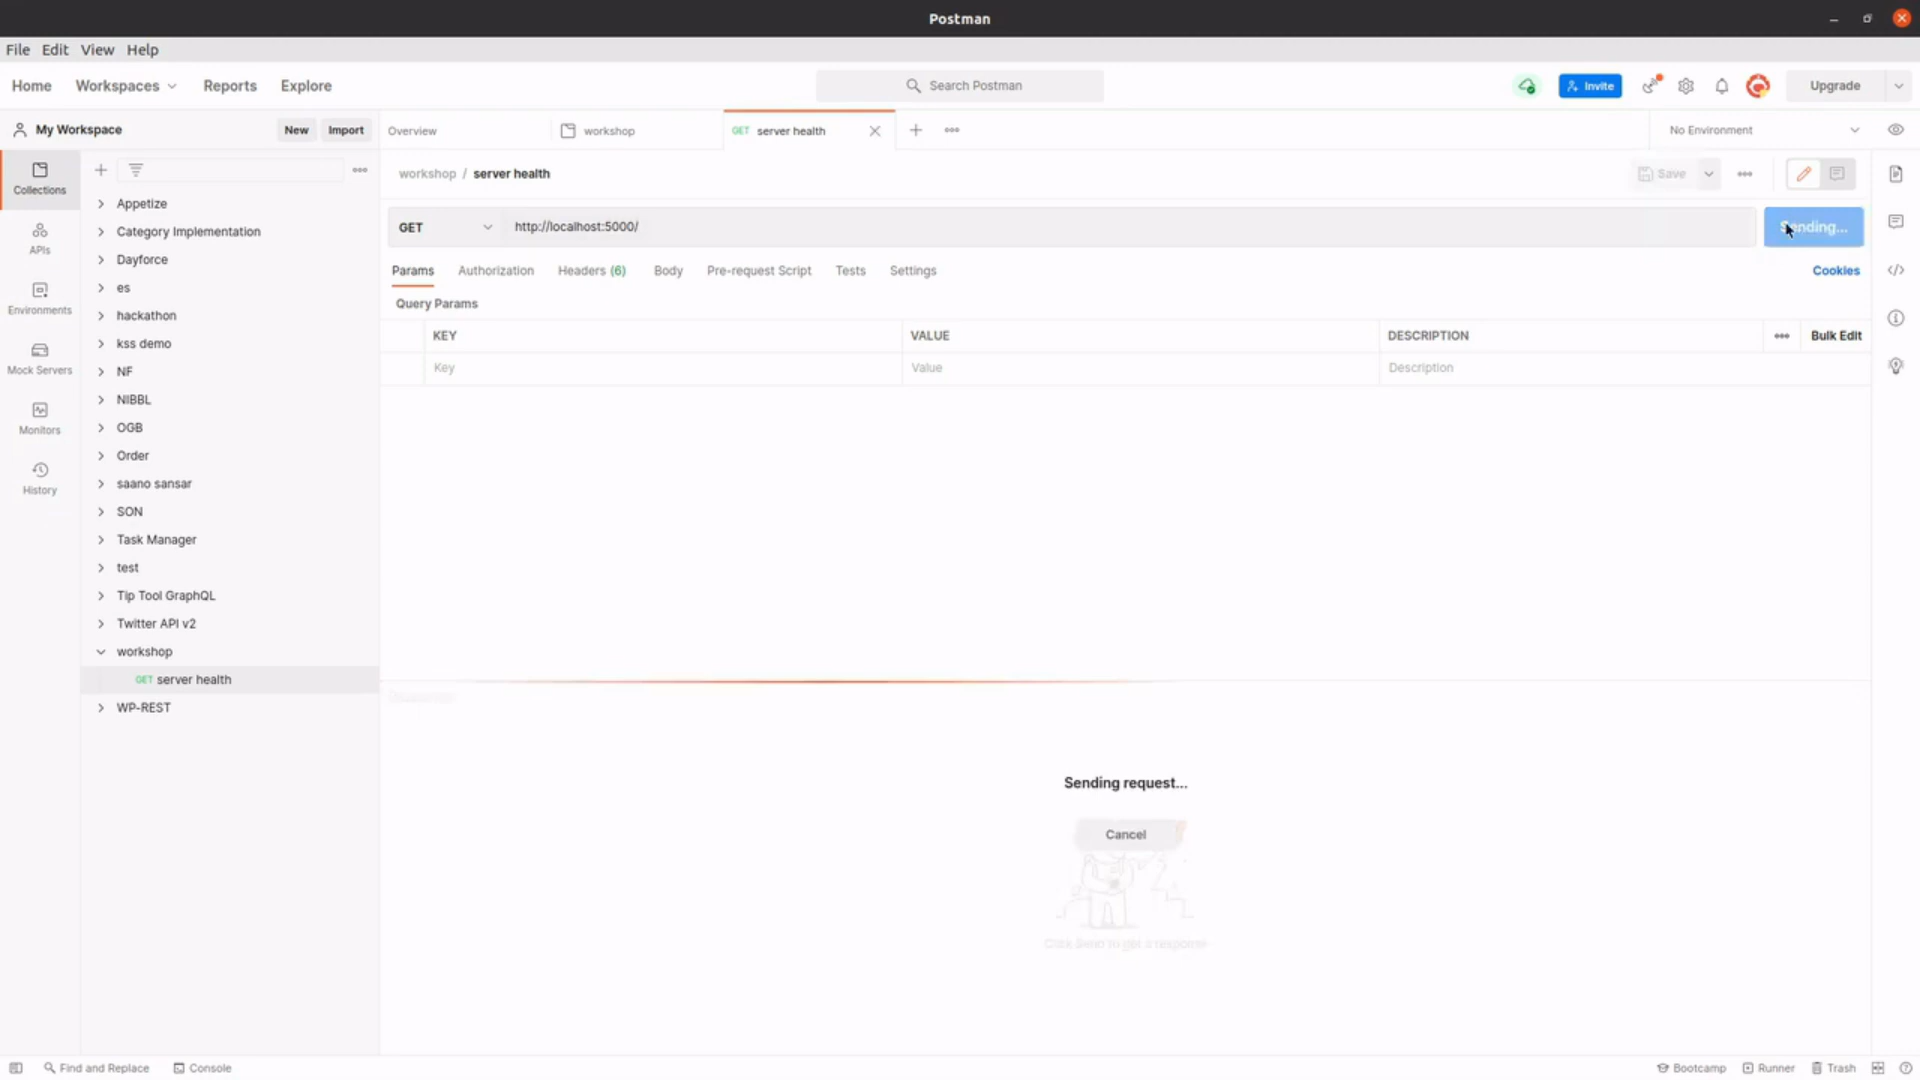 Postman
File Edit View Help
Home Workspaces Reports Explore Search Postman Invite Upgrade
My Workspace New Import Overview workshop GET server health No Environment
workshop / server health Save
Collections
APIs
Environments
Mock Servers
Monitors
History
Appetize
Category Implementation
Dayforce
es
hackathon
kss demo
NF
NIBBL
OGB
Order
saano sansar
SON
Task Manager
test
Tip Tool GraphQL
Twitter API v2
workshop
GET server health
WP-REST
GET http://localhost:5000/ Sending...
Params Authorization Headers (6) Body Pre-request Script Tests Settings Cookies
Query Params
KEY VALUE DESCRIPTION Bulk Edit
Key Value Description
Sending request...
Cancel
Click Send to get a response
Find and Replace Console Bootcamp Runner Trash